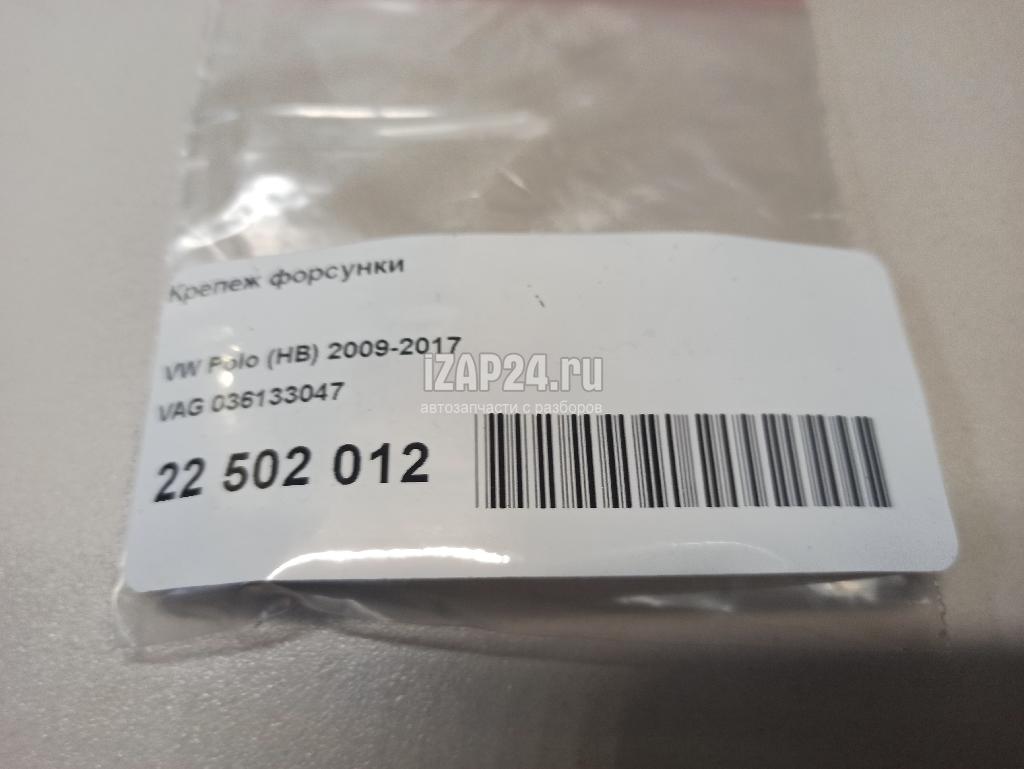 Крепеж форсунки
VW Polo (HB) 2009-2017
VAG 036133047
22 502 012
iZAP24.ru
автозапчасти с разборов